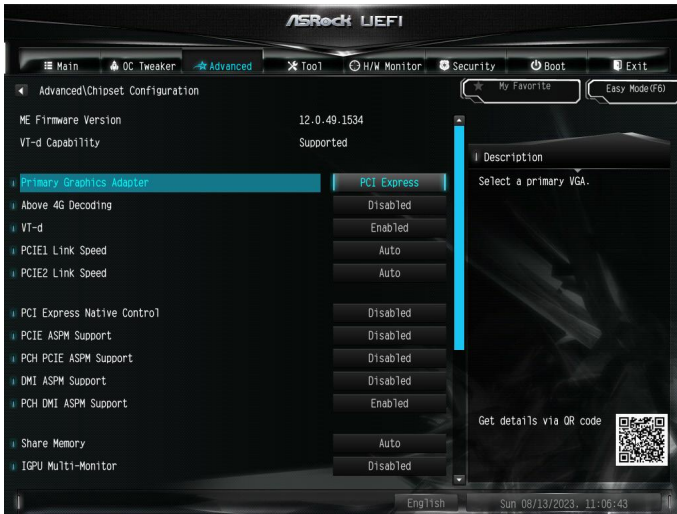 ASRock UEFI
Main OC Tweaker Advanced Tool H/W Monitor Security Boot Exit
Advanced\Chipset Configuration
My Favorite Easy Mode(F6)
ME Firmware Version 12.0.49.1534
VT-d Capability Supported
Description
Primary Graphics Adapter PCI Express
Select a primary VGA.
Above 4G Decoding Disabled
VT-d Enabled
PCIE1 Link Speed Auto
PCIE2 Link Speed Auto
PCI Express Native Control Disabled
PCIE ASPM Support Disabled
PCH PCIE ASPM Support Disabled
DMI ASPM Support Disabled
PCH DMI ASPM Support Enabled
Get details via QR code
Share Memory Auto
IGPU Multi-Monitor Disabled
English Sun 08/13/2023, 11:06:43